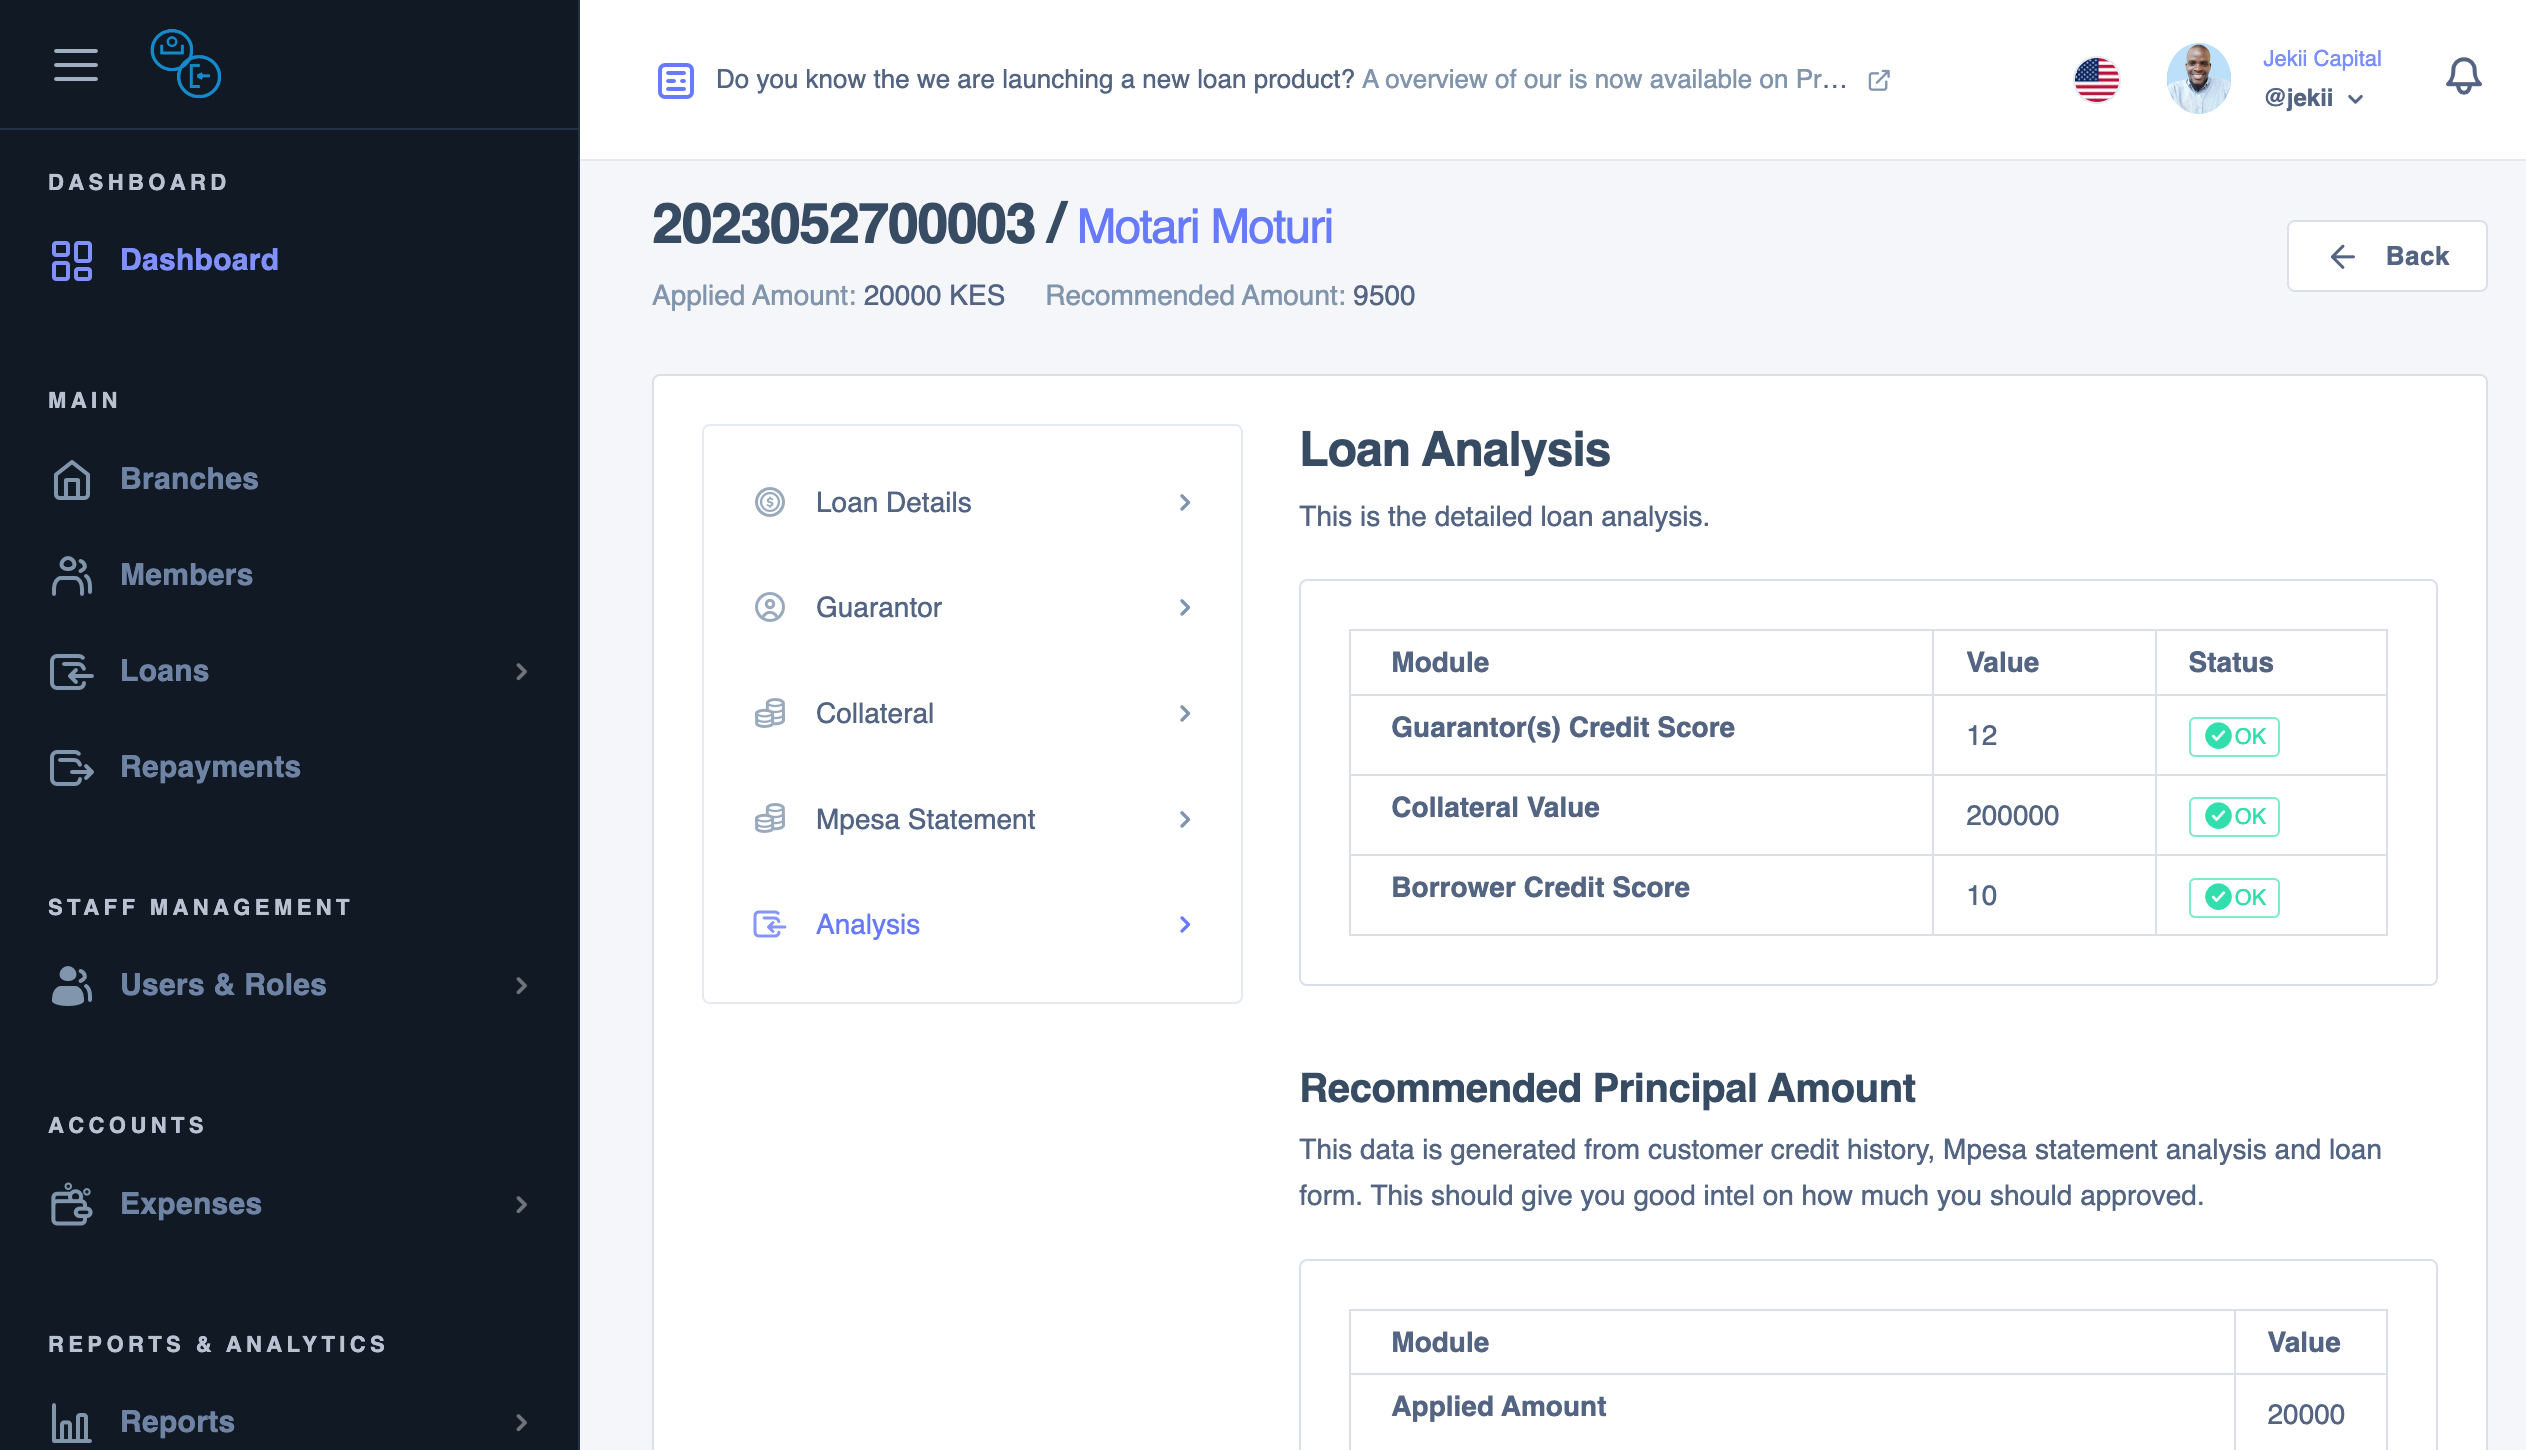 DASHBOARD
Dashboard
MAIN
Branches
Members
Loans
Repayments
STAFF MANAGEMENT
Users & Roles
ACCOUNTS
Expenses
REPORTS & ANALYTICS
Reports
Do you know the we are launching a new loan product? A overview of our is now available on Pr...
Jekii Capital
@jekii
2023052700003 / Motari Moturi
Applied Amount: 20000 KES Recommended Amount: 9500
Back
Loan Details
Guarantor
Collateral
Mpesa Statement
Analysis
Loan Analysis
This is the detailed loan analysis.
Module Value Status
Guarantor(s) Credit Score 12 OK
Collateral Value 200000 OK
Borrower Credit Score 10 OK
Recommended Principal Amount
This data is generated from customer credit history, Mpesa statement analysis and loan
form. This should give you good intel on how much you should approved.
Module Value
Applied Amount 20000